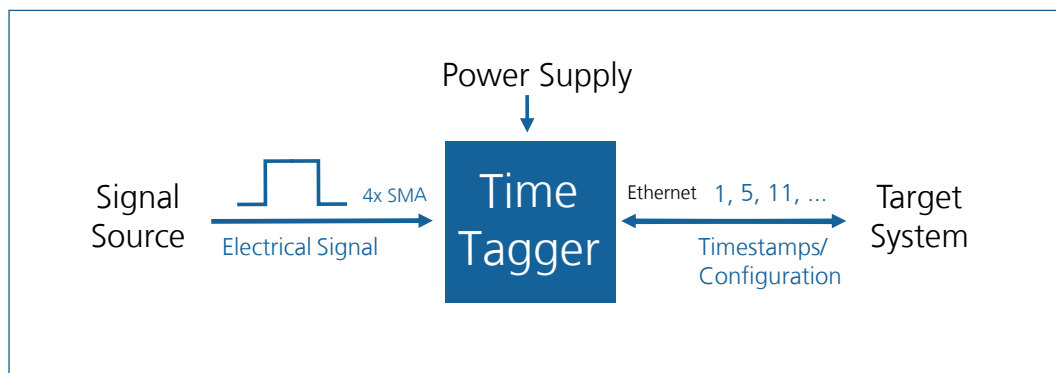 Power Supply
Signal
Source
4x SMA
Electrical Signal
Time
Tagger
Ethernet
1, 5, 11, ...
Timestamps/
Configuration
Target
System